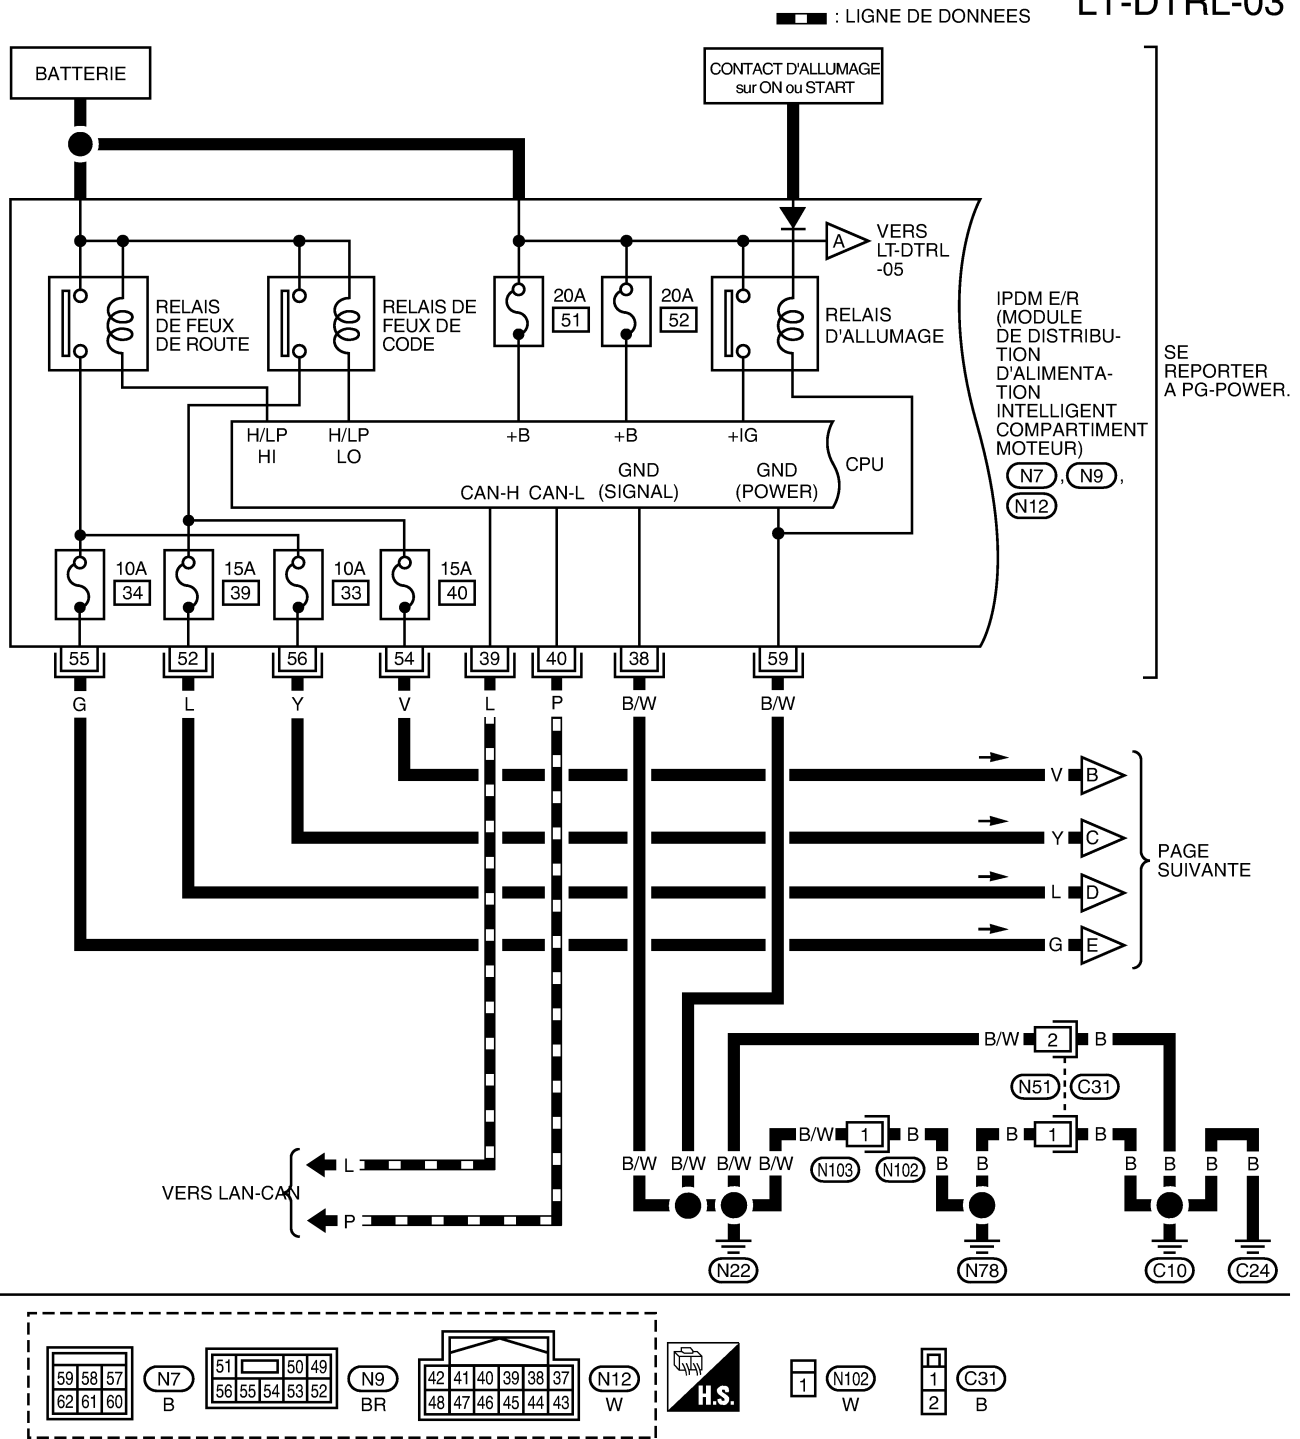 LT-DTRL-03
: LIGNE DE DONNEES
BATTERIE
CONTACT D'ALLUMAGE
sur ON ou START
A
VERS
LT-DTRL
-05
RELAIS
DE FEUX
DE ROUTE
RELAIS DE
FEUX DE
CODE
20A
51
20A
52
RELAIS
D'ALLUMAGE
IPDM E/R
(MODULE
DE DISTRIBU-
TION
D'ALIMENTA-
TION
INTELLIGENT
COMPARTIMENT
MOTEUR)
N7 , N9 ,
N12
SE
REPORTER
A PG-POWER.
H/LP
HI
H/LP
LO
+B
+B
+IG
CPU
CAN-H
CAN-L
GND
(SIGNAL)
GND
(POWER)
10A
34
15A
39
10A
33
15A
40
55 52 56 54 39 40 38 59
G L Y V L P B/W B/W
V B
Y C
L D
G E
PAGE
SUIVANTE
B/W 2 B
N51 C31
B/W 1 B
B 1 B
N103 N102
B/W B/W B/W B/W B B B B B B
VERS LAN-CAN
L
P
N22 N78 C10 C24
59 58 57
62 61 60
N7
B
51 50 49
56 55 54 53 52
N9
BR
42 41 40 39 38 37
48 47 46 45 44 43
N12
W
H.S.
1
N102
W
1
2
C31
B